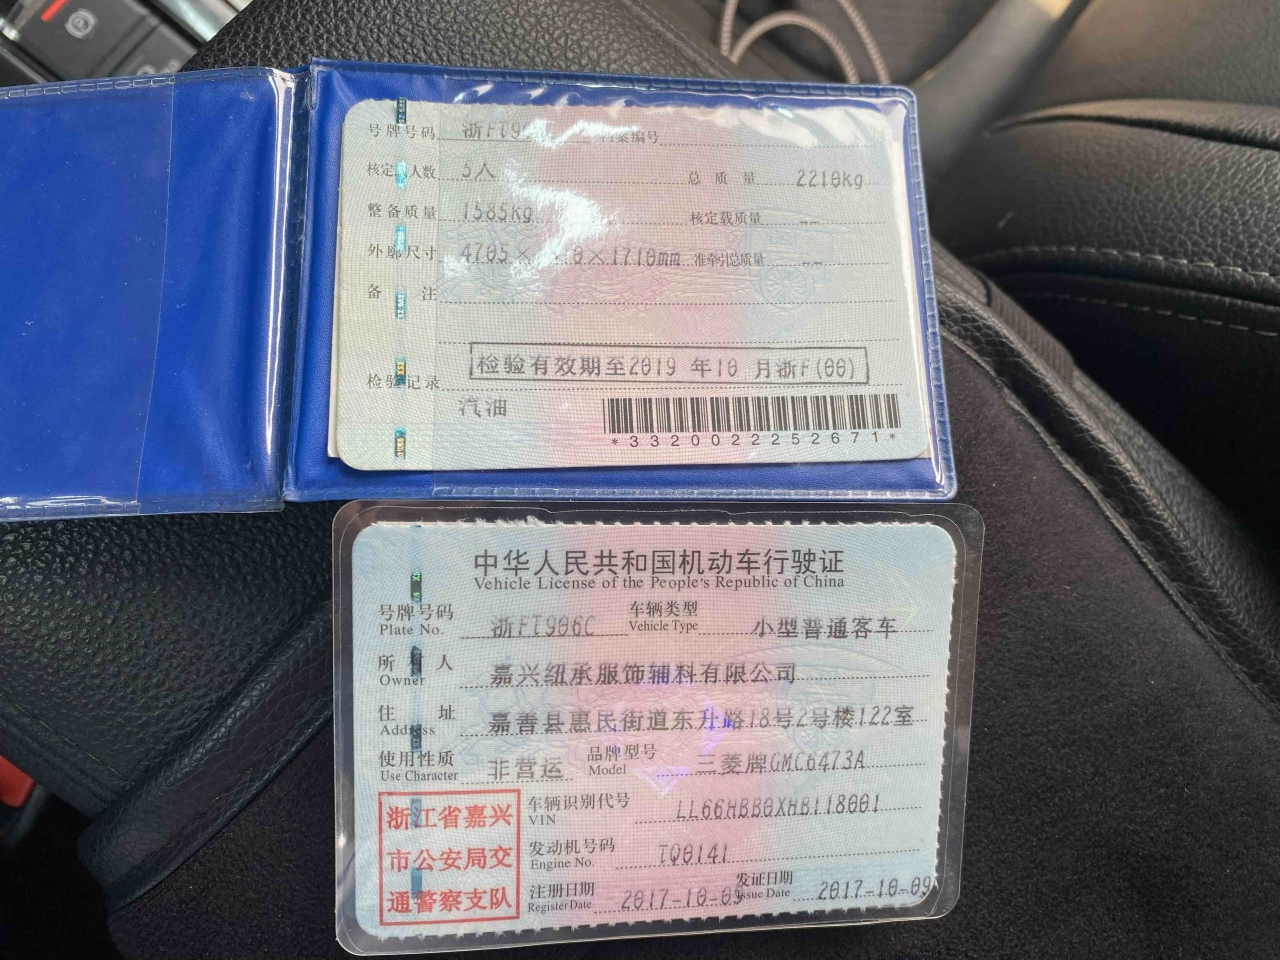 号牌号码 浙FT9 档案编号
核定 人数 5人 总质量 2210kg
整备质量 1585kg 核定载质量 --
外廓尺寸 4705× ×1710mm 准牵引总质量 --
备注
检验记录 检验有效期至2019 年10 月浙F(00)
汽油
*3320022252671*
中华人民共和国机动车行驶证
Vehicle License of the People's Republic of China
号牌号码 浙FT906C 车辆类型 小型普通客车
Plate No. Vehicle Type
所有人 嘉兴纽承服饰辅料有限公司
Owner
住址 嘉善县惠民街道东升路18号2号楼122室
Address
使用性质 非营运 品牌型号 三菱牌GMC6473A
Use Character Model
浙江省嘉兴
市公安局交
通警察支队
车辆识别代号 LL66HBB0XHB118001
VIN
发动机号码 TQ0141
Engine No.
注册日期 2017-10-09 发证日期 2017-10-09
Register Date Issue Date